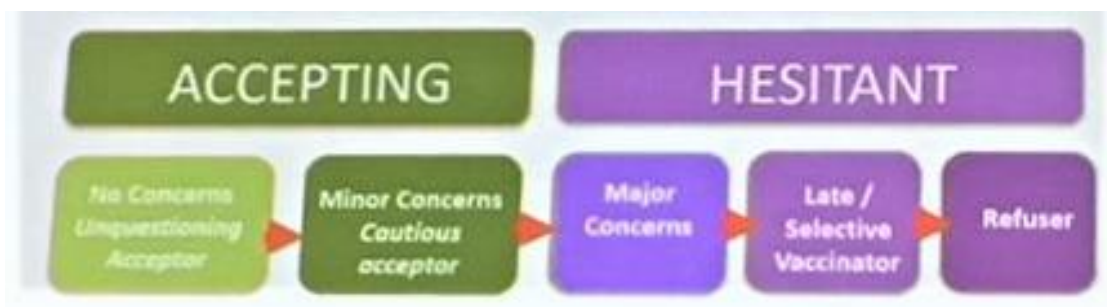 ACCEPTING
HESITANT
No Concerns
Unquestioning
Acceptor
Minor Concerns
Cautious
acceptor
Major
Concerns
Late /
Selective
Vaccinator
Refuser